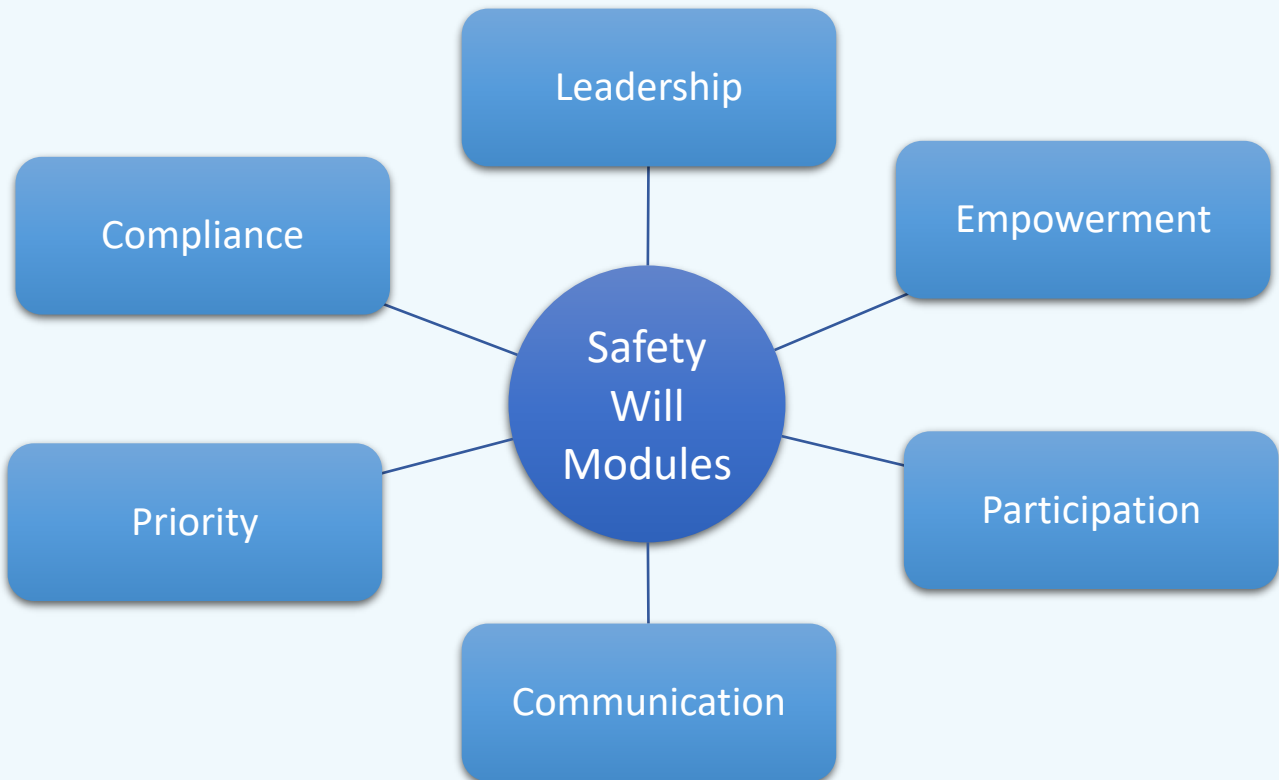 Leadership
Empowerment
Compliance
Safety
Will
Modules
Participation
Priority
Communication